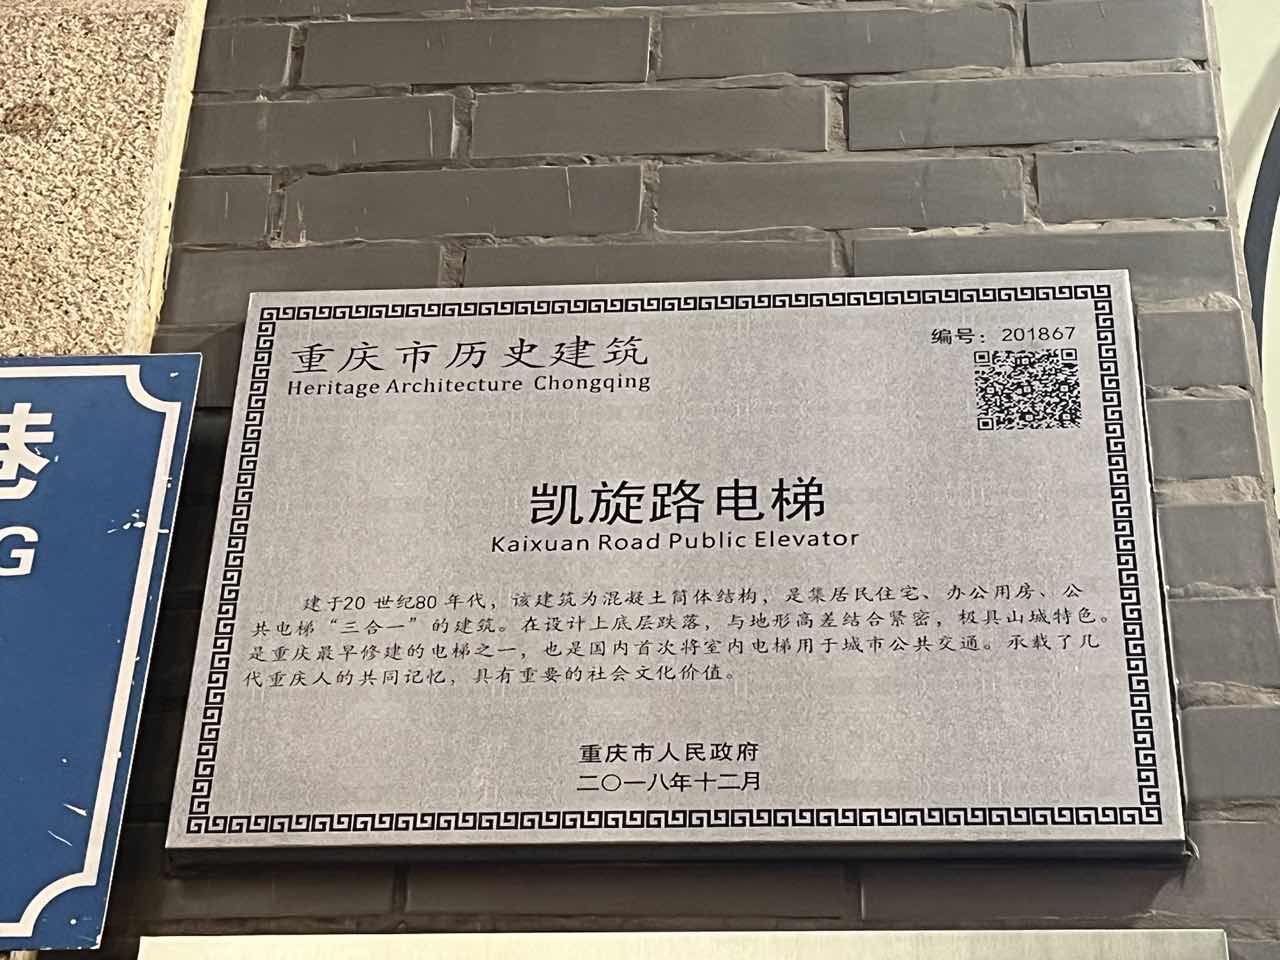 重庆市历史建筑
Heritage Architecture Chongqing
编号：201867
凯旋路电梯
Kaixuan Road Public Elevator
建于20 世纪80 年代，该建筑为混凝土筒体结构，是集居民住宅、办公用房、公
共电梯“三合一”的建筑。在设计上底层跌落，与地形高差结合紧密，极具山城特色。
是重庆最早修建的电梯之一，也是国内首次将室内电梯用于城市公共交通。承载了几
代重庆人的共同记忆，具有重要的社会文化价值。
重庆市人民政府
二〇一八年十二月
巷
G